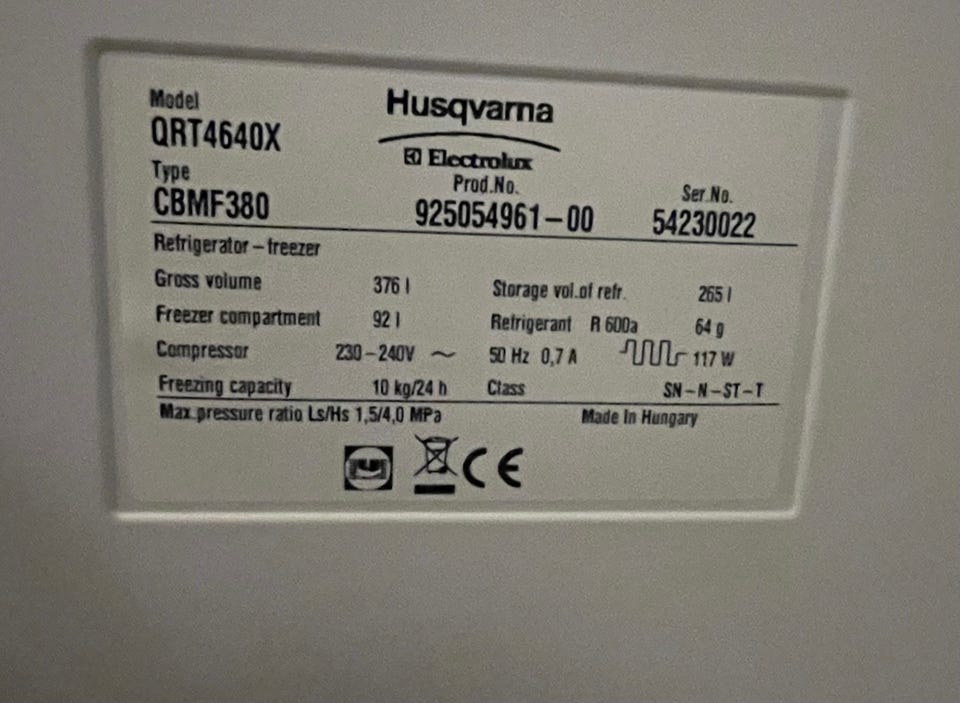 Model
Husqvarna
QRT4640X
Electrolux
Type
Prod.No.
Ser.No.
CBMF380
925054961-00
54230022
Refrigerator-freezer
Gross volume 376 l Storage vol.of refr. 265 l
Freezer compartment 92 l Refrigerant R 600a 64 g
Compressor 230-240V ~ 50 Hz 0,7 A 117 W
Freezing capacity 10 kg/24 h Class SN-N-ST-T
Max.pressure ratio Ls/Hs 1,5/4,0 MPa Made In Hungary
CE